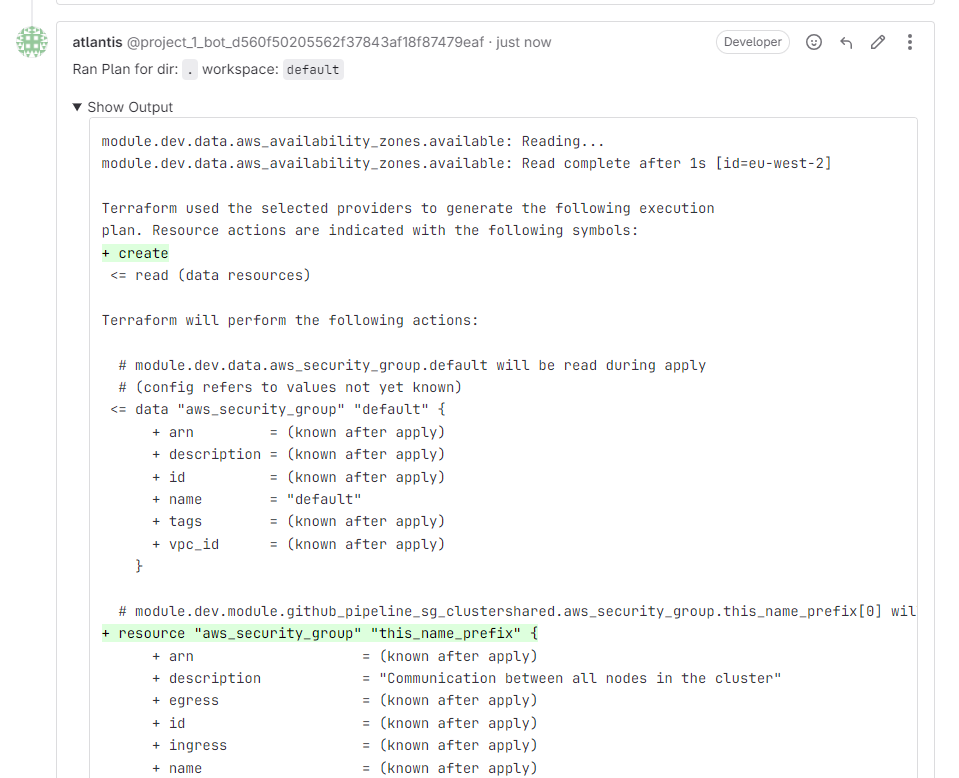 atlantis @project_1_bot_d560f50205562f37843af18f87479eaf · just now Developer
Ran Plan for dir: . workspace: default
▼ Show Output
module.dev.data.aws_availability_zones.available: Reading...
module.dev.data.aws_availability_zones.available: Read complete after 1s [id=eu-west-2]
Terraform used the selected providers to generate the following execution
plan. Resource actions are indicated with the following symbols:
+ create
<= read (data resources)
Terraform will perform the following actions:
# module.dev.data.aws_security_group.default will be read during apply
# (config refers to values not yet known)
<= data "aws_security_group" "default" {
+ arn = (known after apply)
+ description = (known after apply)
+ id = (known after apply)
+ name = "default"
+ tags = (known after apply)
+ vpc_id = (known after apply)
}
# module.dev.module.github_pipeline_sg_clustershared.aws_security_group.this_name_prefix[0] wil
+ resource "aws_security_group" "this_name_prefix" {
+ arn = (known after apply)
+ description = "Communication between all nodes in the cluster"
+ egress = (known after apply)
+ id = (known after apply)
+ ingress = (known after apply)
+ name = (known after apply)